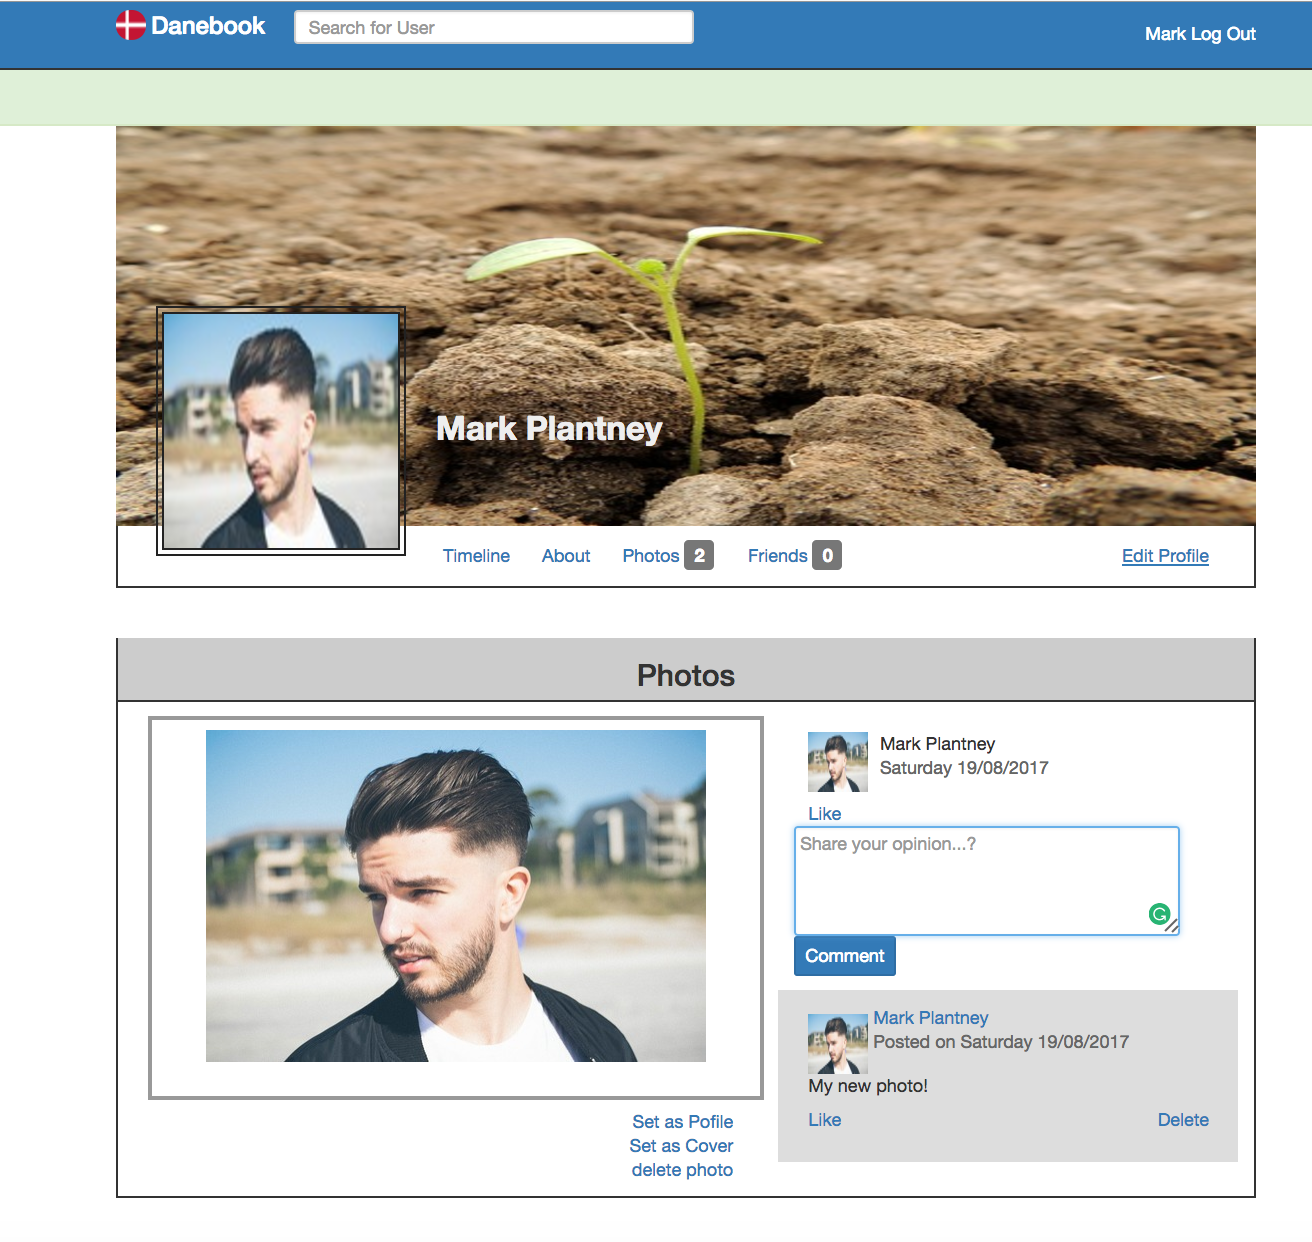 Danebook
Search for User
Mark Log Out
Mark Plantney
Timeline
About
Photos 2
Friends 0
Edit Profile
Photos
Mark Plantney
Saturday 19/08/2017
Like
Share your opinion...?
Comment
Mark Plantney
Posted on Saturday 19/08/2017
My new photo!
Like
Delete
Set as Pofile
Set as Cover
delete photo